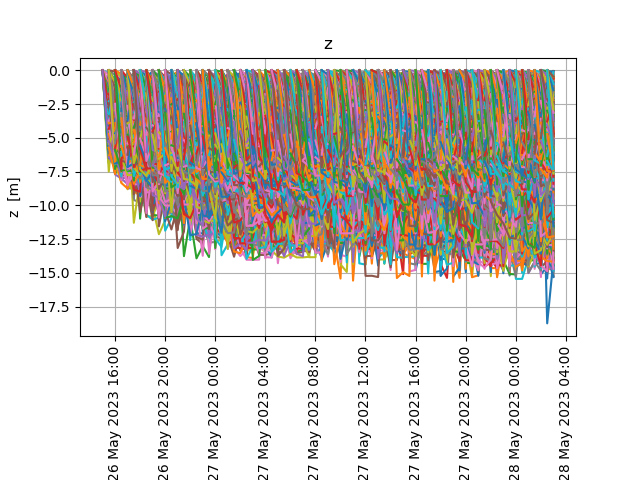 z
0.0
−2.5
−5.0
−7.5
−10.0
−12.5
−15.0
−17.5
z [m]
26 May 2023 16:00
26 May 2023 20:00
27 May 2023 00:00
27 May 2023 04:00
27 May 2023 08:00
27 May 2023 12:00
27 May 2023 16:00
27 May 2023 20:00
28 May 2023 00:00
28 May 2023 04:00